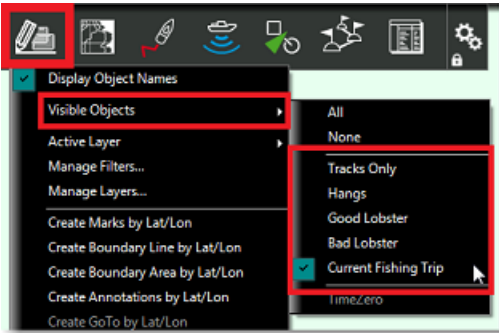 Display Object Names
Visible Objects
Active Layer
Manage Filters...
Manage Layers...
Create Marks by Lat/Lon
Create Boundary Line by Lat/Lon
Create Boundary Area by Lat/Lon
Create Annotations by Lat/Lon
Create GoTo by Lat/Lon
All
None
Tracks Only
Hangs
Good Lobster
Bad Lobster
Current Fishing Trip
TimeZero